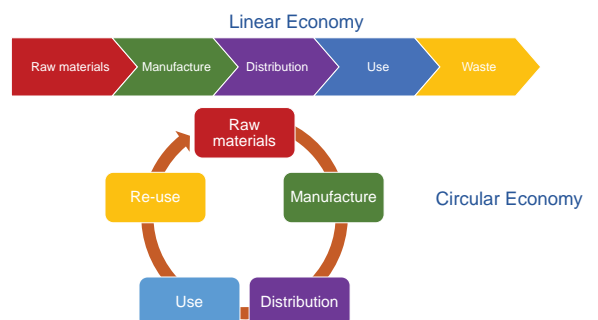 Linear Economy
Raw materials Manufacture Distribution Use Waste
Raw
materials
Re-use Manufacture Circular Economy
Use Distribution